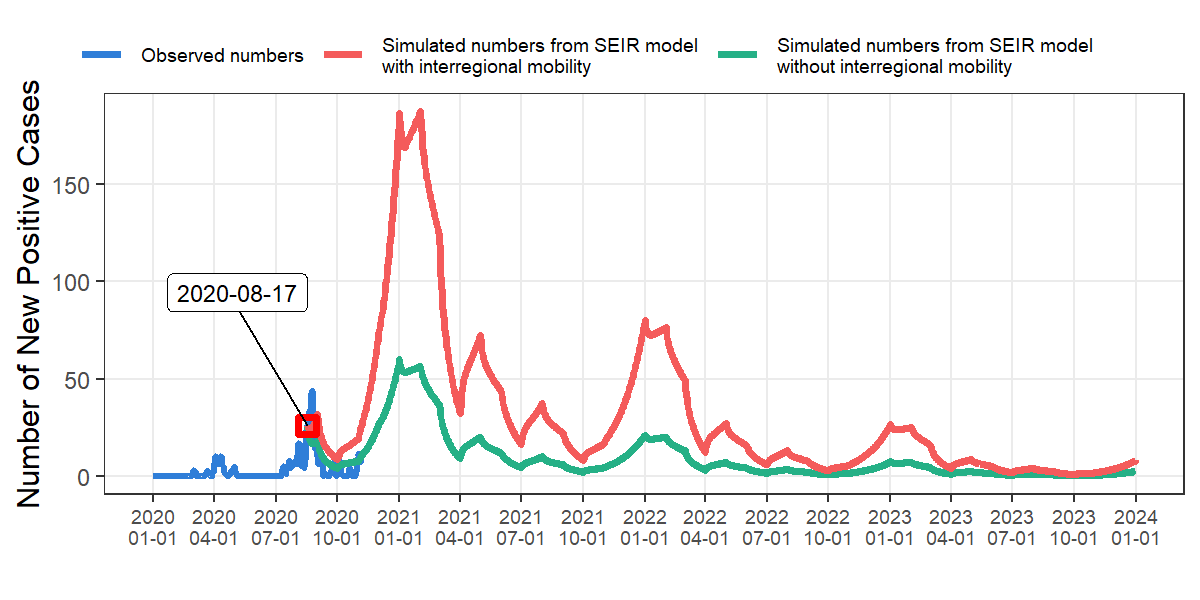 Observed numbers
Simulated numbers from SEIR model
with interregional mobility
Simulated numbers from SEIR model
without interregional mobility
Number of New Positive Cases
150
100
50
0
2020-08-17
2020 2020 2020 2020 2021 2021 2021 2021 2022 2022 2022 2022 2023 2023 2023 2023 2024
01-01 04-01 07-01 10-01 01-01 04-01 07-01 10-01 01-01 04-01 07-01 10-01 01-01 04-01 07-01 10-01 01-01